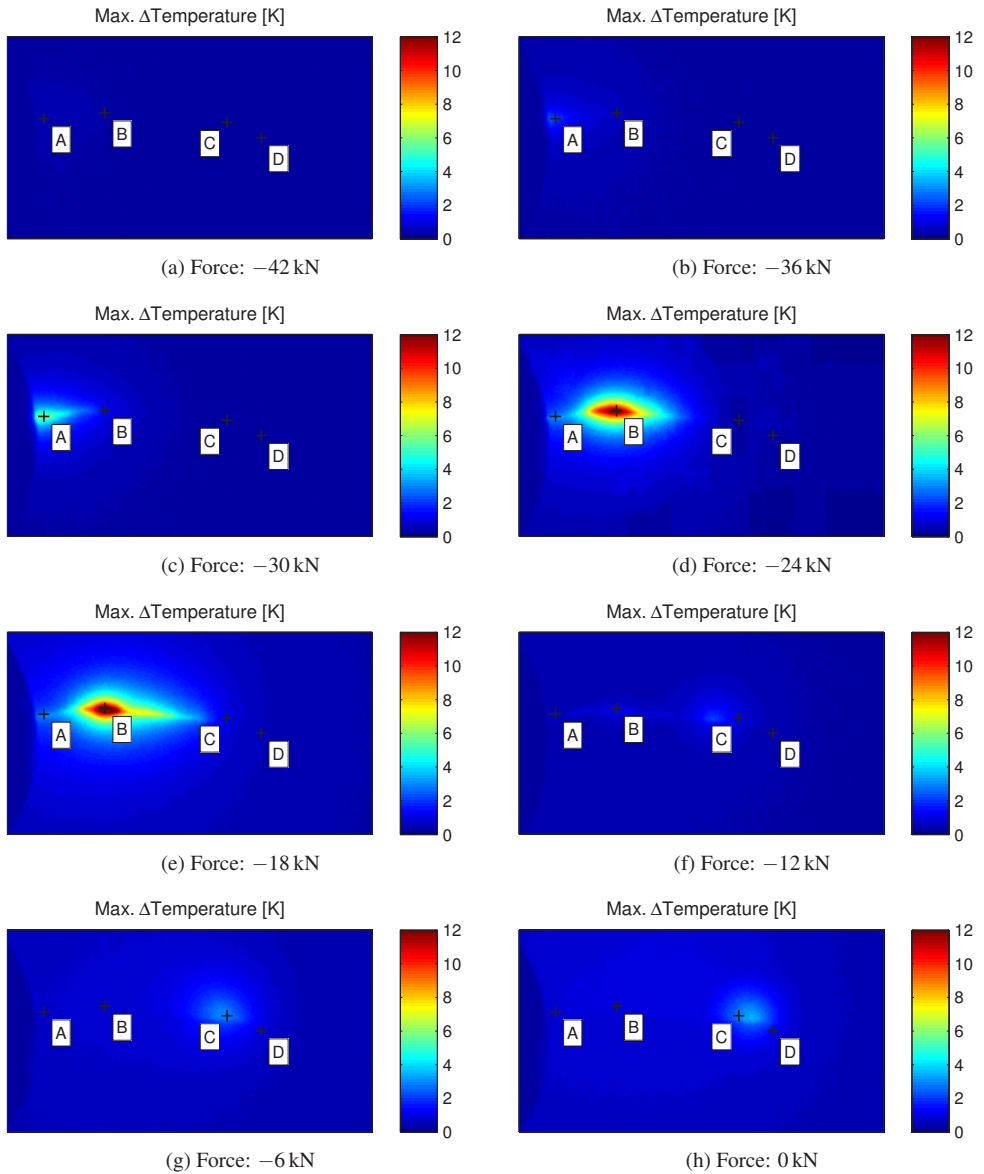 Max. ΔTemperature [K]
Max. ΔTemperature [K]
12
10
8
6
4
2
0
A
B
C
D
12
10
8
6
4
2
0
A
B
C
D
(a) Force: −42 kN
(b) Force: −36 kN
Max. ΔTemperature [K]
Max. ΔTemperature [K]
12
10
8
6
4
2
0
A
B
C
D
12
10
8
6
4
2
0
A
B
C
D
(c) Force: −30 kN
(d) Force: −24 kN
Max. ΔTemperature [K]
Max. ΔTemperature [K]
12
10
8
6
4
2
0
A
B
C
D
12
10
8
6
4
2
0
A
B
C
D
(e) Force: −18 kN
(f) Force: −12 kN
Max. ΔTemperature [K]
Max. ΔTemperature [K]
12
10
8
6
4
2
0
A
B
C
D
12
10
8
6
4
2
0
A
B
C
D
(g) Force: −6 kN
(h) Force: 0 kN